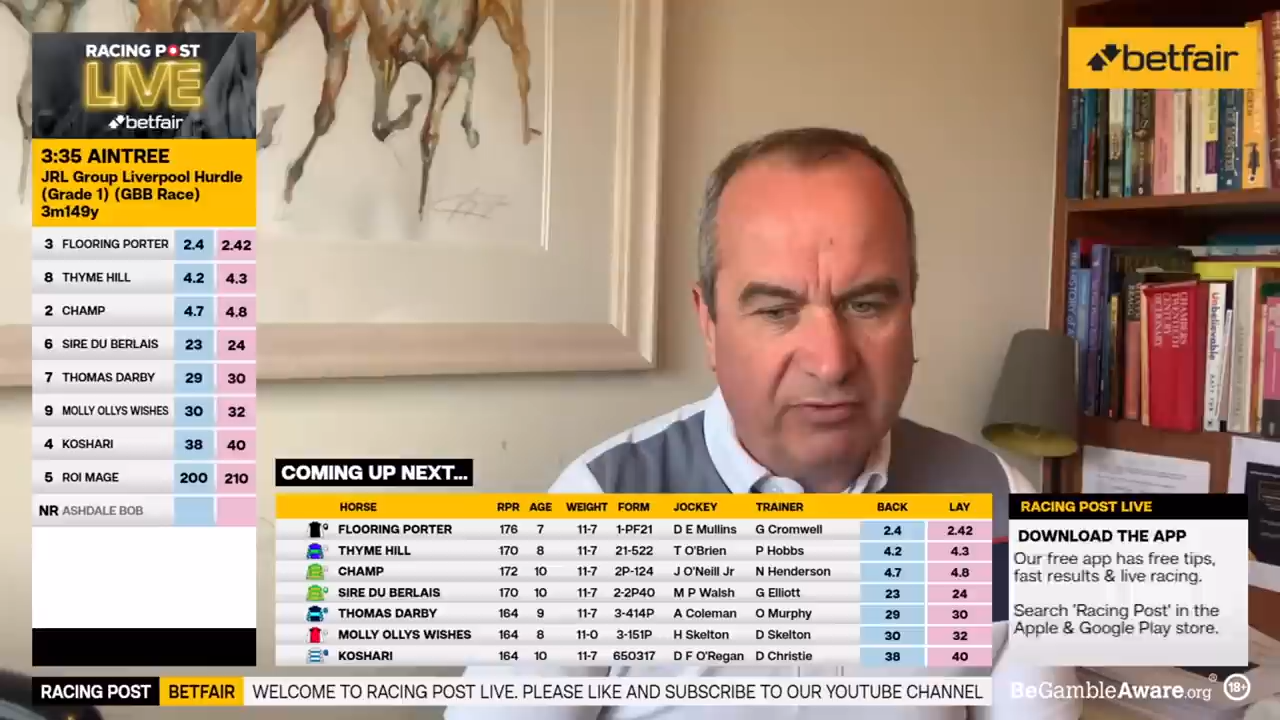 RACING POST
LIVE
betfair
3:35 AINTREE
JRL Group Liverpool Hurdle
(Grade 1) (GBB Race)
3m149y
3 FLOORING PORTER 2.4 2.42
8 THYME HILL 4.2 4.3
2 CHAMP 4.7 4.8
6 SIRE DU BERLAIS 23 24
7 THOMAS DARBY 29 30
9 MOLLY OLLYS WISHES 30 32
4 KOSHARI 38 40
5 ROI MAGE 200 210
NR ASHDALE BOB
betfair
CHAMBERS
TWENTIETH
CENTURY
DICTIONARY
Unbelievable
COMING UP NEXT...
HORSE RPR AGE WEIGHT FORM JOCKEY TRAINER BACK LAY
FLOORING PORTER 176 7 11-7 1-PF21 D E Mullins G Cromwell 2.4 2.42
THYME HILL 170 8 11-7 21-522 T O'Brien P Hobbs 4.2 4.3
CHAMP 172 10 11-7 2P-124 J O'Neill Jr N Henderson 4.7 4.8
SIRE DU BERLAIS 170 10 11-7 2-2P40 M P Walsh G Elliott 23 24
THOMAS DARBY 164 9 11-7 3-414P A Coleman O Murphy 29 30
MOLLY OLLYS WISHES 164 8 11-0 3-151P H Skelton D Skelton 30 32
KOSHARI 164 10 11-7 650317 D F O'Regan D Christie 38 40
RACING POST LIVE
DOWNLOAD THE APP
Our free app has free tips,
fast results & live racing.
Search 'Racing Post' in the
Apple & Google Play store.
RACING POST BETFAIR WELCOME TO RACING POST LIVE. PLEASE LIKE AND SUBSCRIBE TO OUR YOUTUBE CHANNEL
BeGambleAware.org® 18+